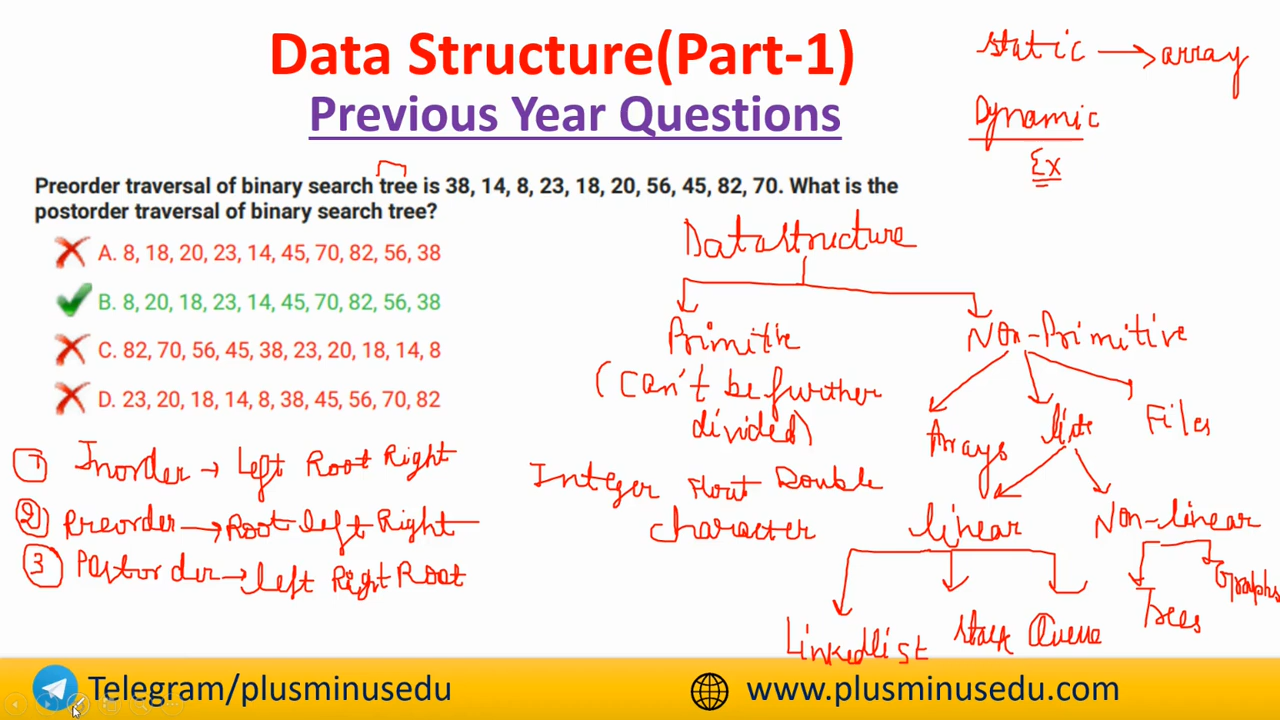 Data Structure(Part-1)
Previous Year Questions
static → array
Dynamic
Ex
Preorder traversal of binary search tree is 38, 14, 8, 23, 18, 20, 56, 45, 82, 70. What is the
postorder traversal of binary search tree?
A. 8, 18, 20, 23, 14, 45, 70, 82, 56, 38
B. 8, 20, 18, 23, 14, 45, 70, 82, 56, 38
C. 82, 70, 56, 45, 38, 23, 20, 18, 14, 8
D. 23, 20, 18, 14, 8, 38, 45, 56, 70, 82
① Inorder → left Root Right
② Preorder → Root left Right
③ Postorder → left Right Root
Datastructure
Primitive
Non-Primitive
(Can't be further
divided)
Integer Float Double
character
Arrays
Files
linear
Non-linear
Linkedlist
Stack
Queue
Trees
Graphs
Telegram/plusminusedu
www.plusminusedu.com